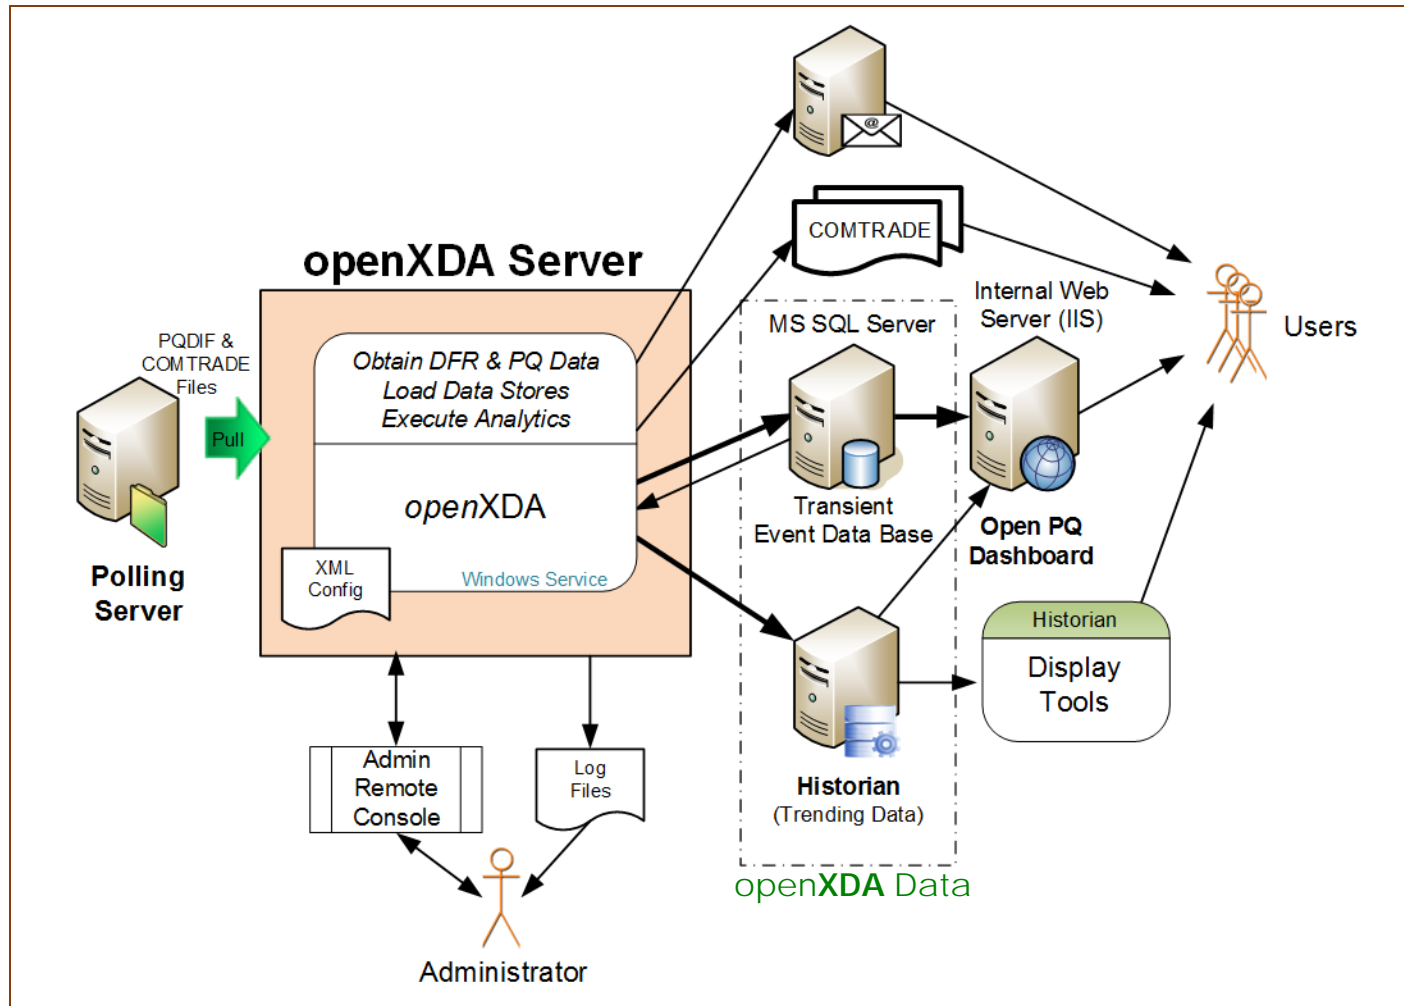 @
COMTRADE
openXDA Server
Internal Web
Server (IIS)
MS SQL Server
Users
PQDIF &
COMTRADE
Files
Pull
Obtain DFR & PQ Data
Load Data Stores
Execute Analytics
openXDA
Windows Service
XML
Config
Polling
Server
Transient
Event Data Base
Open PQ
Dashboard
Historian
Display
Tools
Historian
(Trending Data)
openXDA Data
Admin
Remote
Console
Log
Files
Administrator